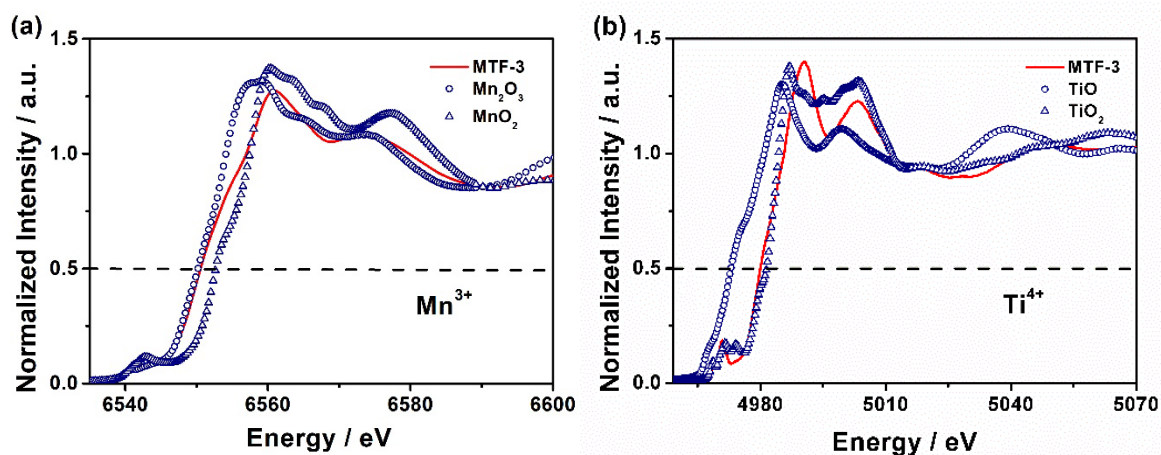 (a)
Normalized Intensity / a.u.
1.5
1.0
0.5
0.0
MTF-3
Mn₂O₃
MnO₂
Mn³⁺
6540
6560
6580
6600
Energy / eV
(b)
Normalized Intensity / a.u.
1.5
1.0
0.5
0.0
MTF-3
TiO
TiO₂
Ti⁴⁺
4980
5010
5040
5070
Energy / eV